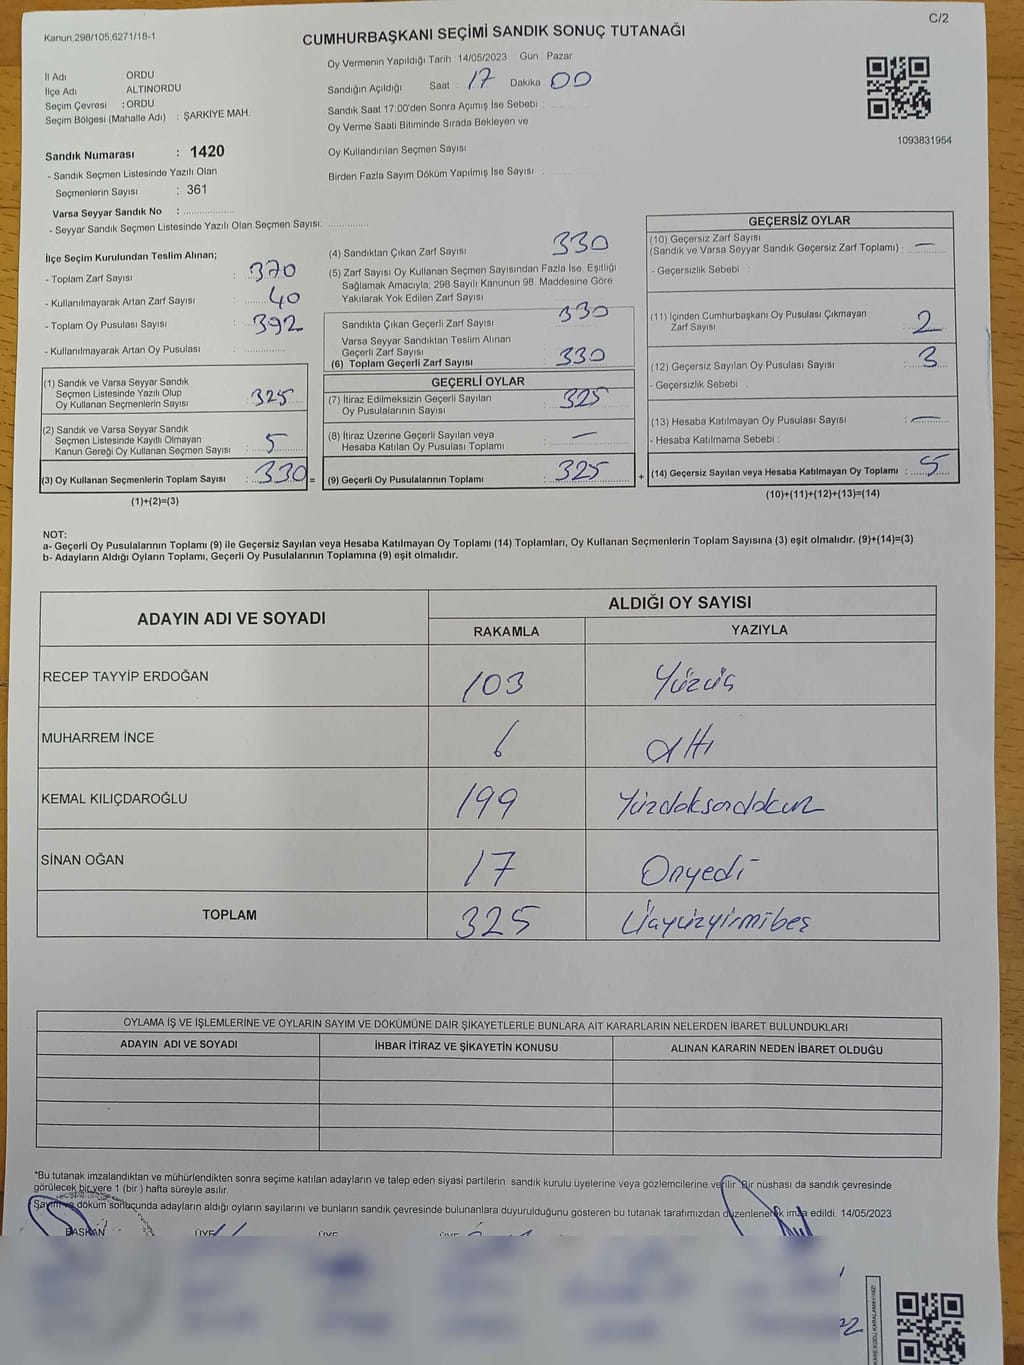 Kanun,298/105,6271/18-1
C/2
CUMHURBAŞKANI SEÇİMİ SANDIK SONUÇ TUTANAĞI
İl Adı : ORDU
İlçe Adı : ALTINORDU
Seçim Çevresi : ORDU
Seçim Bölgesi (Mahalle Adı) : ŞARKİYE MAH.
Sandık Numarası : 1420
- Sandık Seçmen Listesinde Yazılı Olan
Seçmenlerin Sayısı : 361
Varsa Seyyar Sandık No :
- Seyyar Sandık Seçmen Listesinde Yazılı Olan Seçmen Sayısı:
Oy Vermenin Yapıldığı Tarih : 14/05/2023 Gün : Pazar
Sandığın Açıldığı Saat : 17 Dakika : 00
Sandık Saat 17:00'den Sonra Açımış İse Sebebi :
Oy Verme Saati Bitiminde Sırada Bekleyen ve
Oy Kullandırılan Seçmen Sayısı :
Birden Fazla Sayım Döküm Yapılmış İse Sayısı :
1093831954
İlçe Seçim Kurulundan Teslim Alınan;
- Toplam Zarf Sayısı : 370
- Kullanılmayarak Artan Zarf Sayısı : 40
- Toplam Oy Pusulası Sayısı : 392
- Kullanılmayarak Artan Oy Pusulası :
(1) Sandık ve Varsa Seyyar Sandık
Seçmen Listesinde Yazılı Olup
Oy Kullanan Seçmenlerin Sayısı : 325
(2) Sandık ve Varsa Seyyar Sandık
Seçmen Listesinde Kayıtlı Olmayan
Kanun Gereği Oy Kullanan Seçmen Sayısı : 5
(3) Oy Kullanan Seçmenlerin Toplam Sayısı : 330 =
(1)+(2)=(3)
(4) Sandıktan Çıkan Zarf Sayısı : 330
(5) Zarf Sayısı Oy Kullanan Seçmen Sayısından Fazla İse, Eşitliği
Sağlamak Amacıyla; 298 Sayılı Kanunun 98. Maddesine Göre
Yakılarak Yok Edilen Zarf Sayısı :
Sandıkta Çıkan Geçerli Zarf Sayısı : 330
Varsa Seyyar Sandıktan Teslim Alınan
Geçerli Zarf Sayısı :
(6) Toplam Geçerli Zarf Sayısı : 330
GEÇERLİ OYLAR
(7) İtiraz Edilmeksizin Geçerli Sayılan
Oy Pusulalarının Sayısı : 325
(8) İtiraz Üzerine Geçerli Sayılan veya
Hesaba Katılan Oy Pusulası Toplamı : —
(9) Geçerli Oy Pusulalarının Toplamı : 325 +
GEÇERSİZ OYLAR
(10) Geçersiz Zarf Sayısı
(Sandık ve Varsa Seyyar Sandık Geçersiz Zarf Toplamı) : —
- Geçersizlik Sebebi :
(11) İçinden Cumhurbaşkanı Oy Pusulası Çıkmayan
Zarf Sayısı : 2
(12) Geçersiz Sayılan Oy Pusulası Sayısı : 3
- Geçersizlik Sebebi :
(13) Hesaba Katılmayan Oy Pusulası Sayısı : —
- Hesaba Katılmama Sebebi :
(14) Geçersiz Sayılan veya Hesaba Katılmayan Oy Toplamı : 5
(10)+(11)+(12)+(13)=(14)
NOT:
a- Geçerli Oy Pusulalarının Toplamı (9) ile Geçersiz Sayılan veya Hesaba Katılmayan Oy Toplamı (14) Toplamları, Oy Kullanan Seçmenlerin Toplam Sayısına (3) eşit olmalıdır. (9)+(14)=(3)
b- Adayların Aldığı Oyların Toplamı, Geçerli Oy Pusulalarının Toplamına (9) eşit olmalıdır.
ADAYIN ADI VE SOYADI
ALDIĞI OY SAYISI
RAKAMLA YAZIYLA
RECEP TAYYİP ERDOĞAN 103 Yüzüç
MUHARREM İNCE 6 altı
KEMAL KILIÇDAROĞLU 199 Yüzdoksandokuz
SİNAN OĞAN 17 Onyedi
TOPLAM 325 Üçyüzyirmibeş
OYLAMA İŞ VE İŞLEMLERİNE VE OYLARIN SAYIM VE DÖKÜMÜNE DAİR ŞİKAYETLERLE BUNLARA AİT KARARLARIN NELERDEN İBARET BULUNDUKLARI
ADAYIN ADI VE SOYADI İHBAR İTİRAZ VE ŞİKAYETİN KONUSU ALINAN KARARIN NEDEN İBARET OLDUĞU
*Bu tutanak imzalandıktan ve mühürlendikten sonra seçime katılan adayların ve talep eden siyasi partilerin sandık kurulu üyelerine veya gözlemcilerine verilir. Bir nüshası da sandık çevresinde
görülecek bir yere 1 (bir ) hafta süreyle asılır.
Sayım ve döküm sonucunda adayların aldığı oyların sayılarını ve bunların sandık çevresinde bulunanlara duyurulduğunu gösteren bu tutanak tarafımızdan düzenlenerek imza edildi. 14/05/2023
BAŞKAN ÜYE ÜYE ÜYE